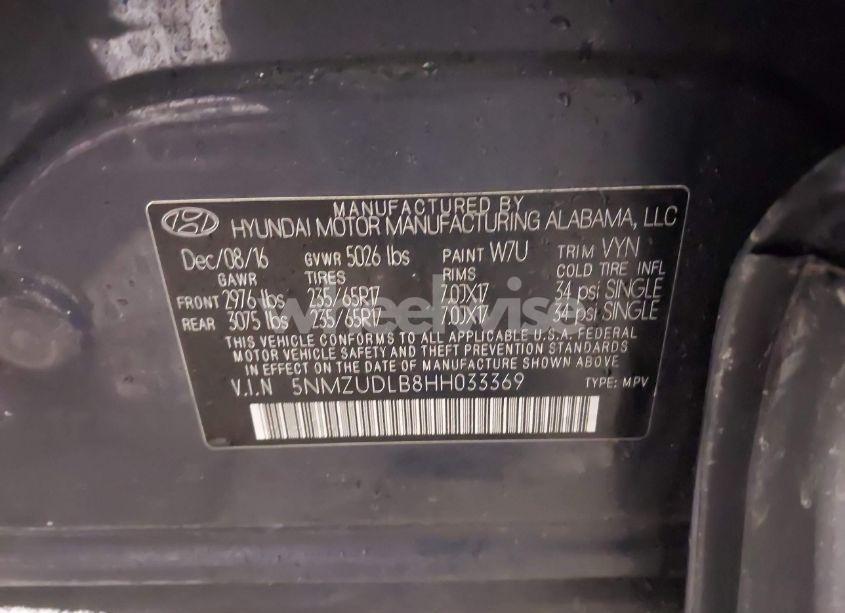 MANUFACTURED BY
HYUNDAI MOTOR MANUFACTURING ALABAMA, LLC
Dec/08/16 GVWR 5026 lbs PAINT W7U TRIM VYN
GAWR TIRES RIMS COLD TIRE INFL
FRONT 2976 lbs 235/65R17 7.0JX17 34 psi SINGLE
REAR 3075 lbs 235/65R17 7.0JX17 34 psi SINGLE
wheelwise
THIS VEHICLE CONFORMS TO ALL APPLICABLE U.S.A. FEDERAL
MOTOR VEHICLE SAFETY AND THEFT PREVENTION STANDARDS
IN EFFECT ON THE DATE OF MANUFACTURE SHOWN ABOVE
V.I.N 5NMZUDLB8HH033369 TYPE: MPV